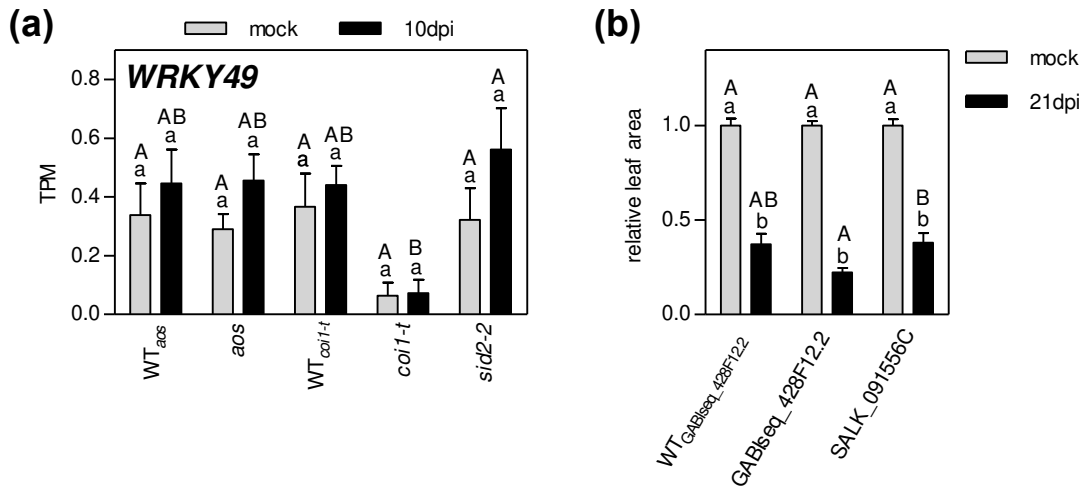 (a)
mock 10dpi
WRKY49
TPM
0.8
0.6
0.4
0.2
0.0
A
a
AB
a
A
a
AB
a
A
a
AB
a
A
a
B
a
A
a
A
a
WTaos
aos
WTcoi1-t
coi1-t
sid2-2
(b)
mock
21dpi
relative leaf area
1.0
0.5
0.0
A
a
AB
b
A
a
A
b
A
a
B
b
WTGABIseq_428F12.2
GABIseq_428F12.2
SALK_091556C